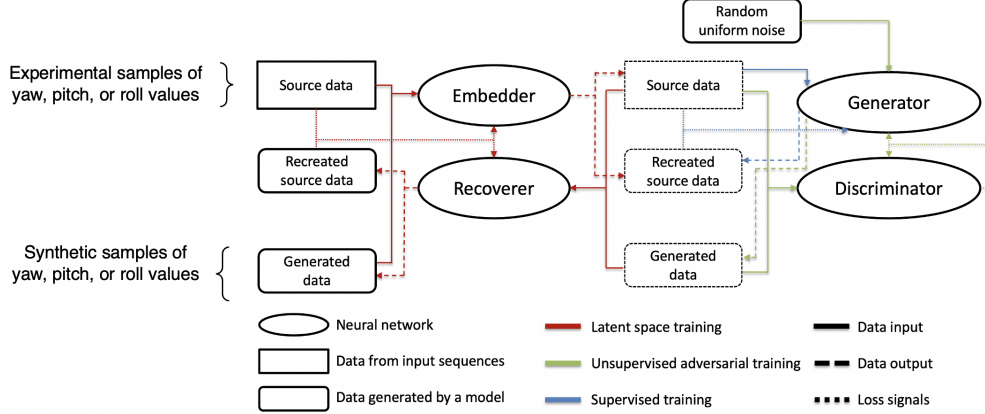 Random
uniform noise
Experimental samples of
yaw, pitch, or roll values
Source data
Embedder
Source data
Generator
Recreated
source data
Recoverer
Recreated
source data
Discriminator
Synthetic samples of
yaw, pitch, or roll values
Generated
data
Generated
data
Neural network
Latent space training
Data input
Data from input sequences
Unsupervised adversarial training
Data output
Data generated by a model
Supervised training
Loss signals